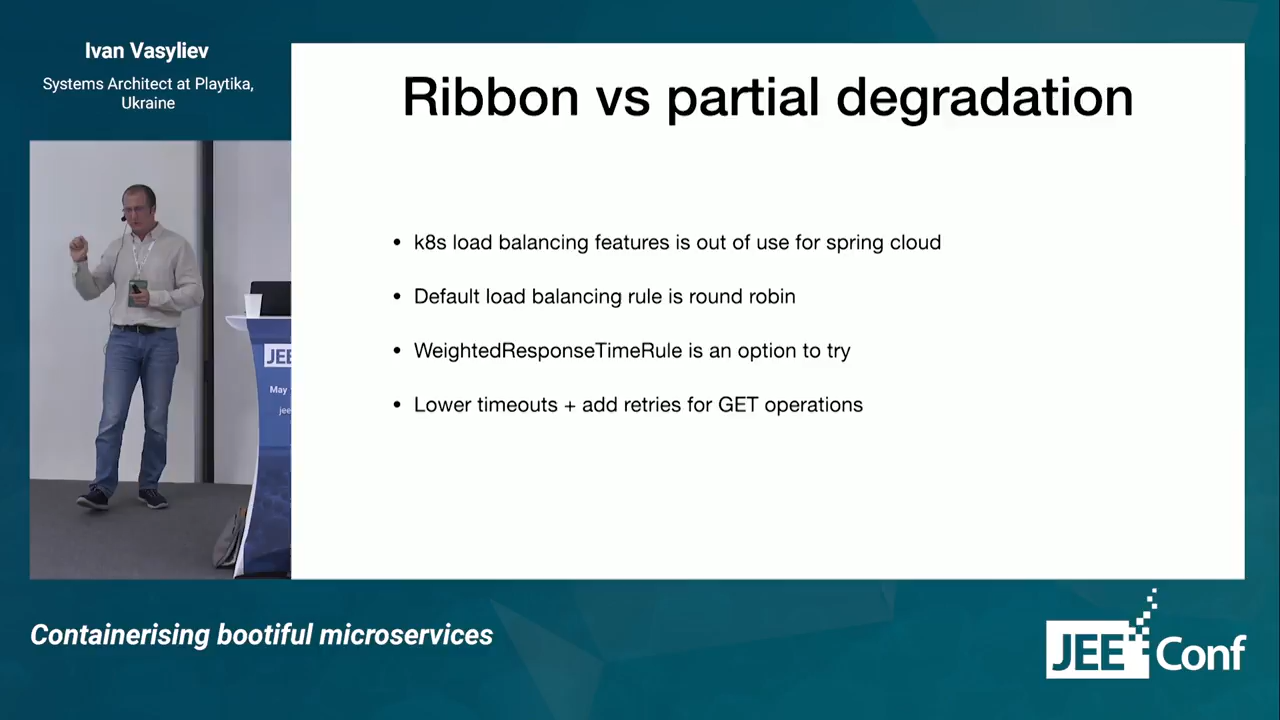 Ivan Vasyliev
Systems Architect at Playtika,
Ukraine
Ribbon vs partial degradation
• k8s load balancing features is out of use for spring cloud
• Default load balancing rule is round robin
• WeightedResponseTimeRule is an option to try
• Lower timeouts + add retries for GET operations
JEE
May
jee
Containerising bootiful microservices
JEE Conf